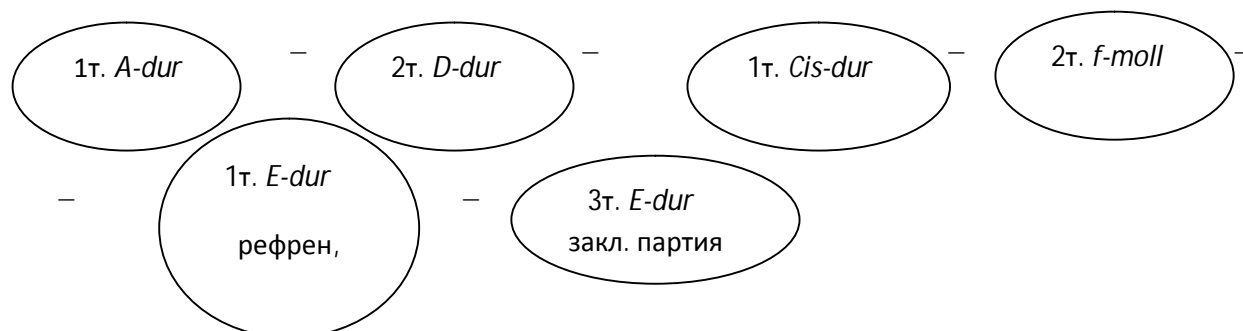 1т. A-dur – 2т. D-dur – 1т. Cis-dur – 2т. f-moll –
– 1т. E-dur – 3т. E-dur
рефрен, закл. партия